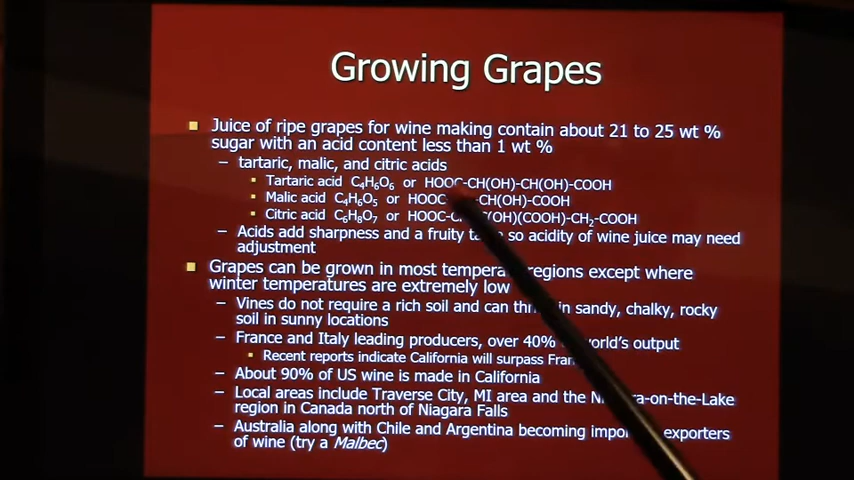 Growing Grapes
Juice of ripe grapes for wine making contain about 21 to 25 wt %
sugar with an acid content less than 1 wt %
– tartaric, malic, and citric acids
Tartaric acid C4H6O6 or HOOC-CH(OH)-CH(OH)-COOH
Malic acid C4H6O5 or HOOC -CH(OH)-COOH
Citric acid C6H8O7 or HOOC- (OH)(COOH)-CH2-COOH
– Acids add sharpness and a fruity so acidity of wine juice may need
adjustment
Grapes can be grown in most temperate regions except where
winter temperatures are extremely low
– Vines do not require a rich soil and can in sandy, chalky, rocky
soil in sunny locations
– France and Italy leading producers, over 40% world's output
Recent reports indicate California will surpass
– About 90% of US wine is made in California
– Local areas include Traverse City, MI area and the Niagara-on-the-Lake
region in Canada north of Niagara Falls
– Australia along with Chile and Argentina becoming exporters
of wine (try a Malbec)